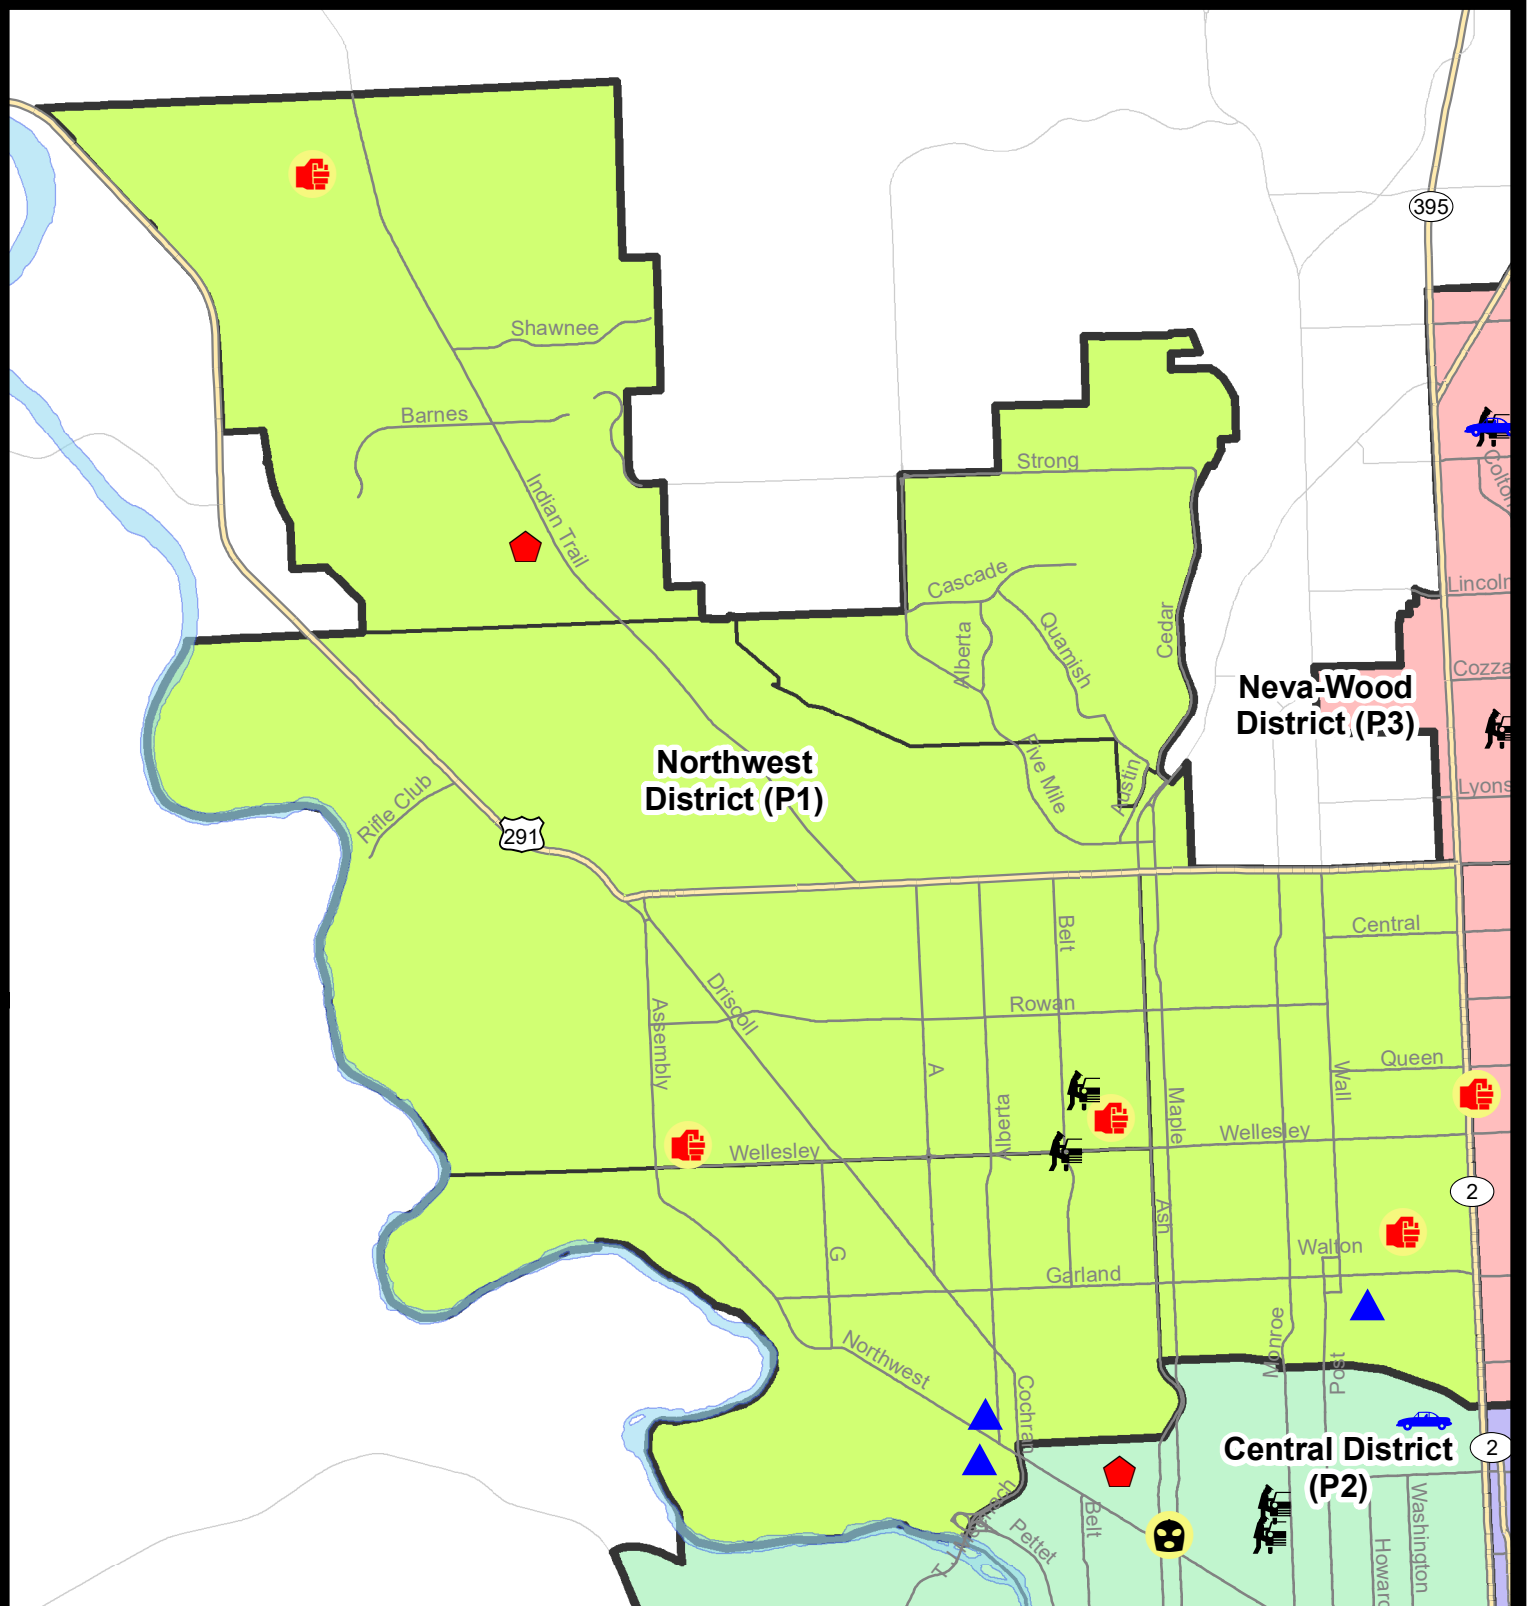 395
Shawnee
Barnes
Indian Trail
Strong
Colton
Cascade
Lincoln
Alberta
Quamish
Cedar
Cozza
Neva-Wood
District (P3)
Northwest
District (P1)
Five Mile
Austin
Lyons
Rifle Club
291
Belt
Central
Driscoll
Rowan
Assembly
Queen
A
Wall
Alberta
Maple
Wellesley
Wellesley
2
Ash
G
Walton
Garland
Monroe
Northwest
Post
Cochran
Central District
(P2)
2
Belt
Pettet
Washington
Howard